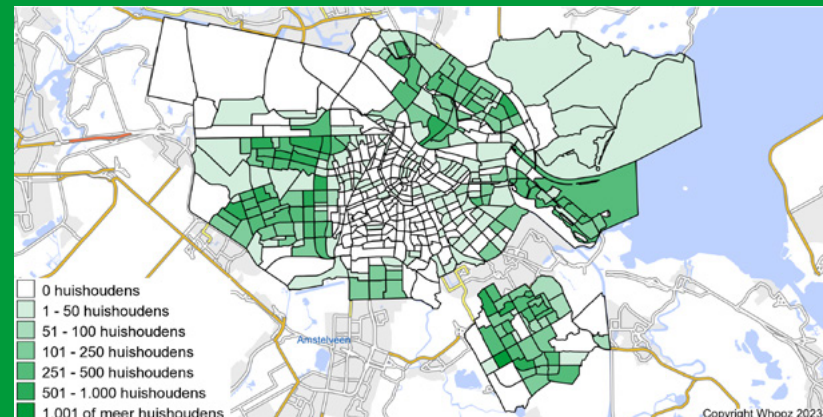 0 huishoudens
1 - 50 huishoudens
51 - 100 huishoudens
101 - 250 huishoudens
251 - 500 huishoudens
501 - 1.000 huishoudens
1.001 of meer huishoudens
Amstelveen
Copyright Whooz 2023